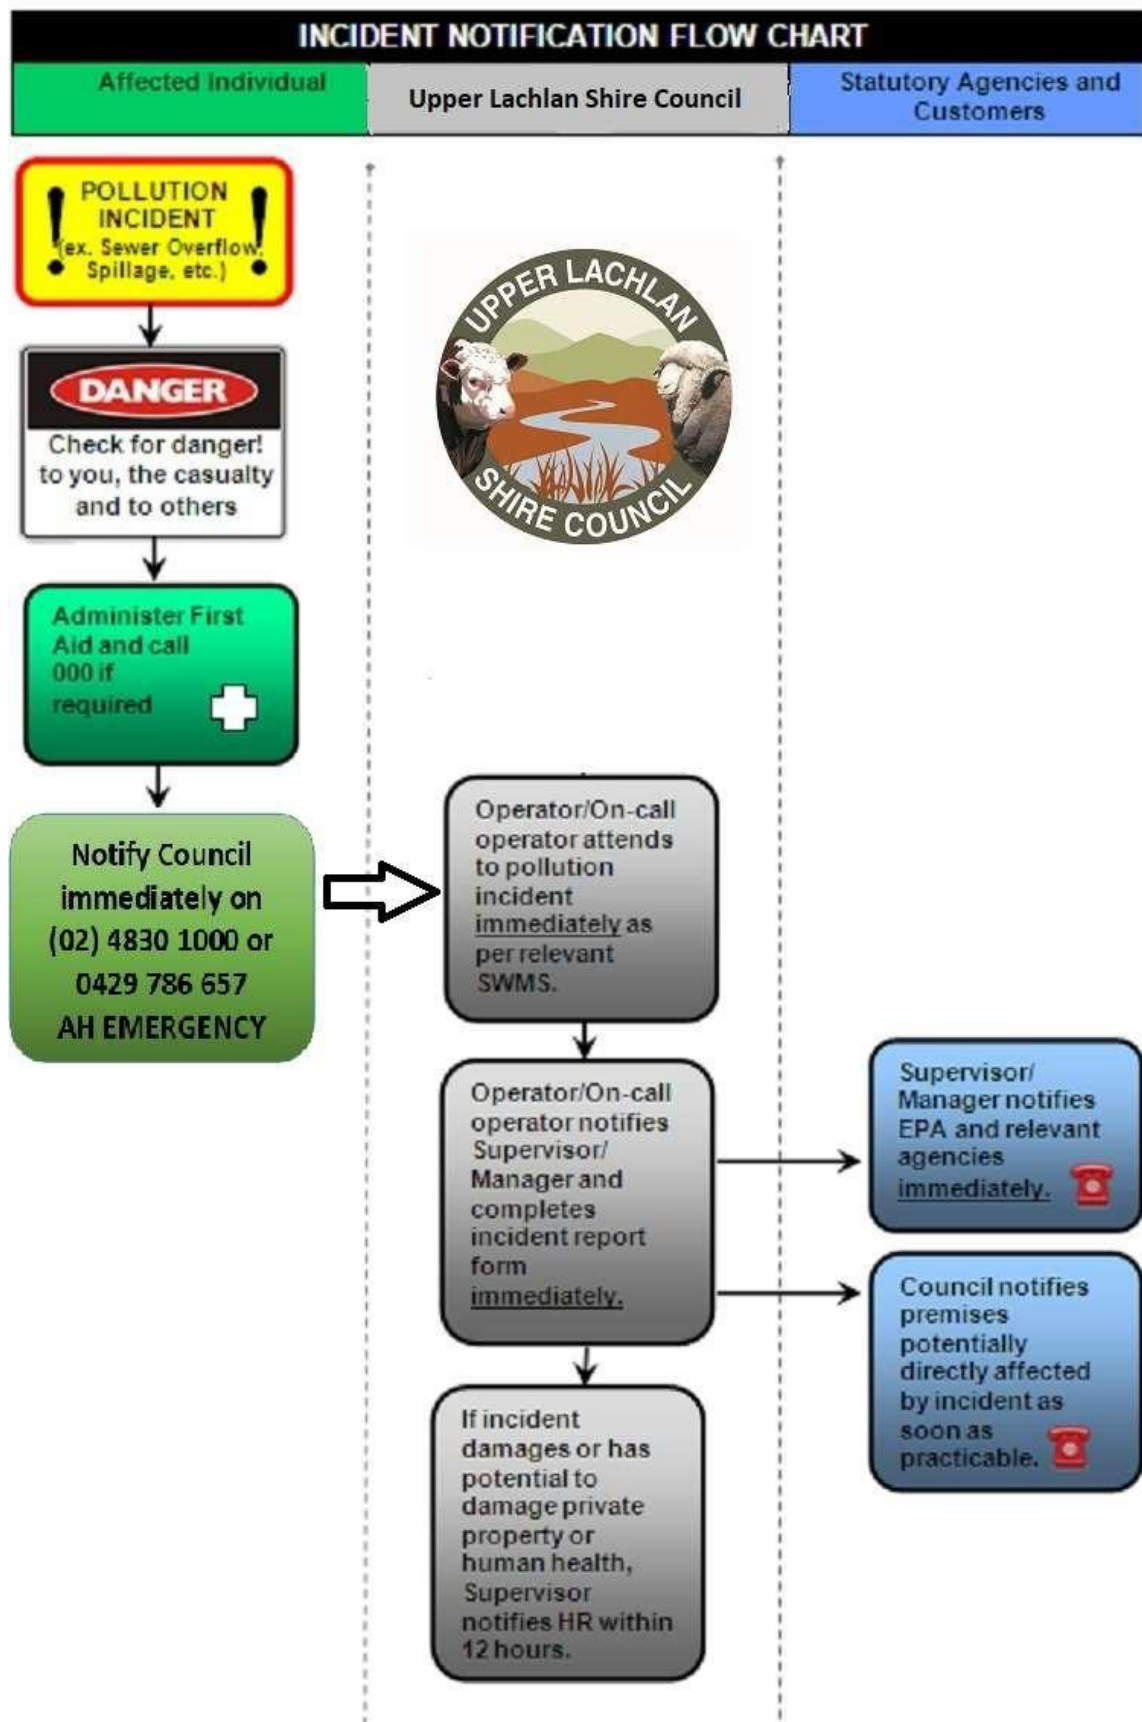 INCIDENT NOTIFICATION FLOW CHART
Affected Individual
Upper Lachlan Shire Council
Statutory Agencies and
Customers
! POLLUTION !
INCIDENT
(ex. Sewer Overflow,
Spillage, etc.)
DANGER
Check for danger!
to you, the casualty
and to others
Administer First
Aid and call
000 if
required
Notify Council
immediately on
(02) 4830 1000 or
0429 786 657
AH EMERGENCY
UPPER LACHLAN
SHIRE COUNCIL
Operator/On-call
operator attends
to pollution
incident
immediately as
per relevant
SWMS.
Operator/On-call
operator notifies
Supervisor/
Manager and
completes
incident report
form
immediately.
If incident
damages or has
potential to
damage private
property or
human health,
Supervisor
notifies HR within
12 hours.
Supervisor/
Manager notifies
EPA and relevant
agencies
immediately.
Council notifies
premises
potentially
directly affected
by incident as
soon as
practicable.